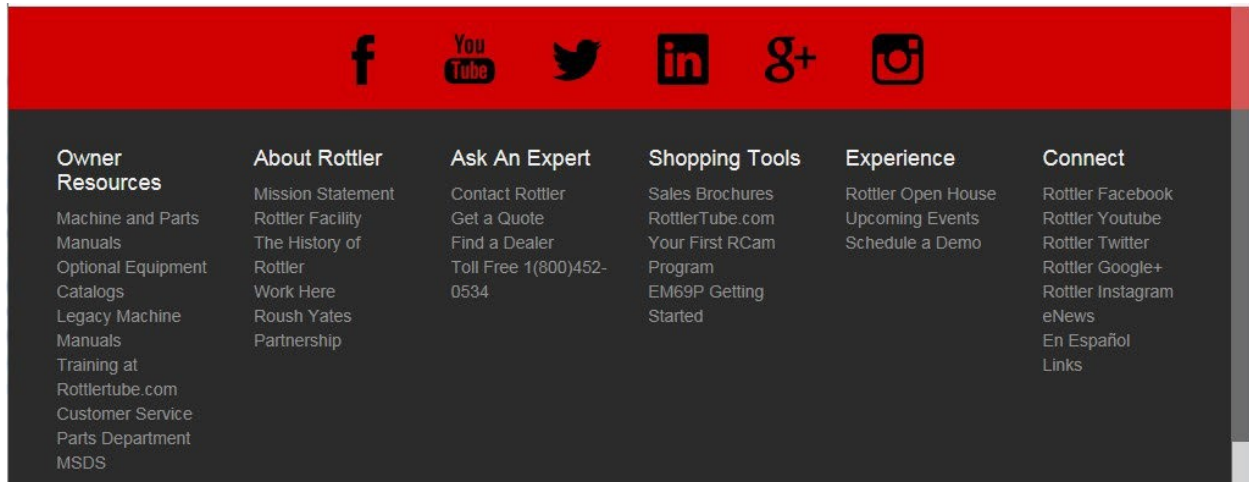 f
You
Tube
in
g+
Owner
Resources
Machine and Parts
Manuals
Optional Equipment
Catalogs
Legacy Machine
Manuals
Training at
Rottlertube.com
Customer Service
Parts Department
MSDS
About Rottler
Mission Statement
Rottler Facility
The History of
Rottler
Work Here
Roush Yates
Partnership
Ask An Expert
Contact Rottler
Get a Quote
Find a Dealer
Toll Free 1(800)452-
0534
Shopping Tools
Sales Brochures
RottlerTube.com
Your First RCam
Program
EM69P Getting
Started
Experience
Rottler Open House
Upcoming Events
Schedule a Demo
Connect
Rottler Facebook
Rottler Youtube
Rottler Twitter
Rottler Google+
Rottler Instagram
eNews
En Español
Links